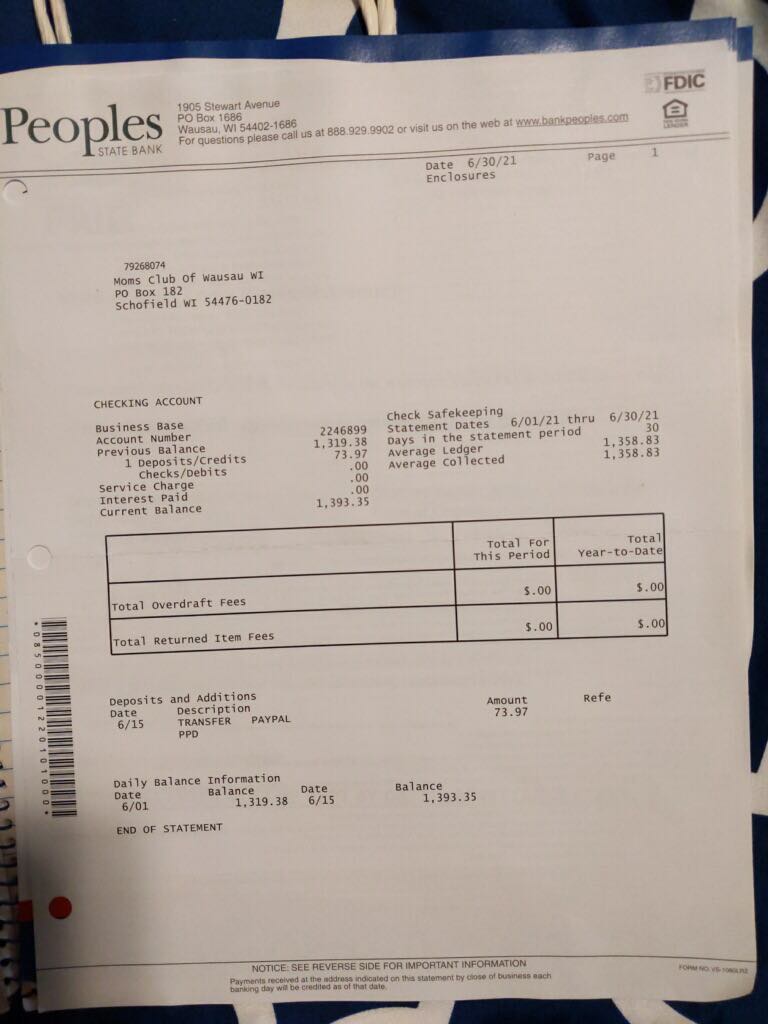 Peoples
STATE BANK
1905 Stewart Avenue
PO Box 1686
Wausau, WI 54402-1686
For questions please call us at 888.929.9902 or visit us on the web at www.bankpeoples.com
FDIC
Date 6/30/21 Page 1
Enclosures
79268074
Moms Club Of Wausau WI
PO Box 182
Schofield WI 54476-0182
CHECKING ACCOUNT
Business Base Check Safekeeping
Account Number 2246899 Statement Dates 6/01/21 thru 6/30/21
Previous Balance 1,319.38 Days in the statement period 30
1 Deposits/Credits 73.97 Average Ledger 1,358.83
Checks/Debits .00 Average Collected 1,358.83
Service Charge .00
Interest Paid .00
Current Balance 1,393.35
Total For Total
This Period Year-to-Date
Total Overdraft Fees $.00 $.00
Total Returned Item Fees $.00 $.00
Deposits and Additions
Date Description Amount Refe
6/15 TRANSFER PAYPAL 73.97
PPD
Daily Balance Information
Date Balance Date Balance
6/01 1,319.38 6/15 1,393.35
END OF STATEMENT
NOTICE: SEE REVERSE SIDE FOR IMPORTANT INFORMATION
Payments received at the address indicated on this statement by close of business each
banking day will be credited as of that date.
FORM NO.